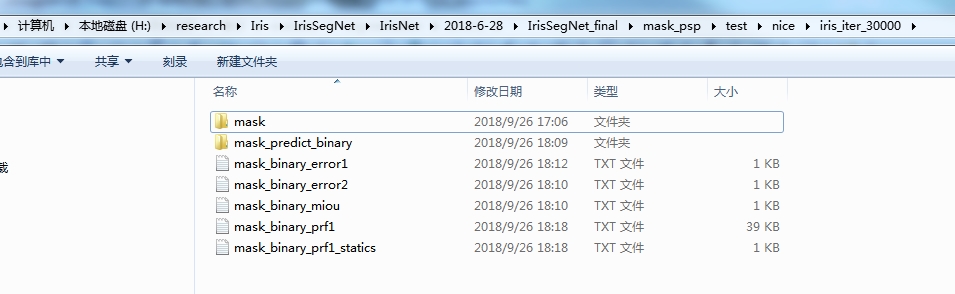 计算机 ▸ 本地磁盘 (H:) ▸ research ▸ Iris ▸ IrisSegNet ▸ IrisNet ▸ 2018-6-28 ▸ IrisSegNet_final ▸ mask_psp ▸ test ▸ nice ▸ iris_iter_30000 ▸
含到库中 共享 刻录 新建文件夹
名称 修改日期 类型 大小
mask 2018/9/26 17:06 文件夹
mask_predict_binary 2018/9/26 18:09 文件夹
mask_binary_error1 2018/9/26 18:12 TXT 文件 1 KB
载
mask_binary_error2 2018/9/26 18:10 TXT 文件 1 KB
mask_binary_miou 2018/9/26 18:10 TXT 文件 1 KB
mask_binary_prf1 2018/9/26 18:18 TXT 文件 39 KB
mask_binary_prf1_statics 2018/9/26 18:18 TXT 文件 1 KB